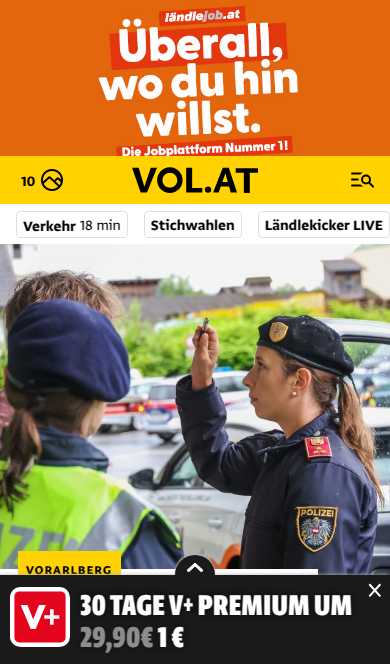 ländlejob.at
Überall,
wo du hin
willst.
Die Jobplattform Nummer 1!
10
VOL.AT
Verkehr 18 min
Stichwahlen
Ländlekicker LIVE
POLIZEI
VORARLBERG
V+
30 TAGE V+ PREMIUM UM
29,90€ 1 €